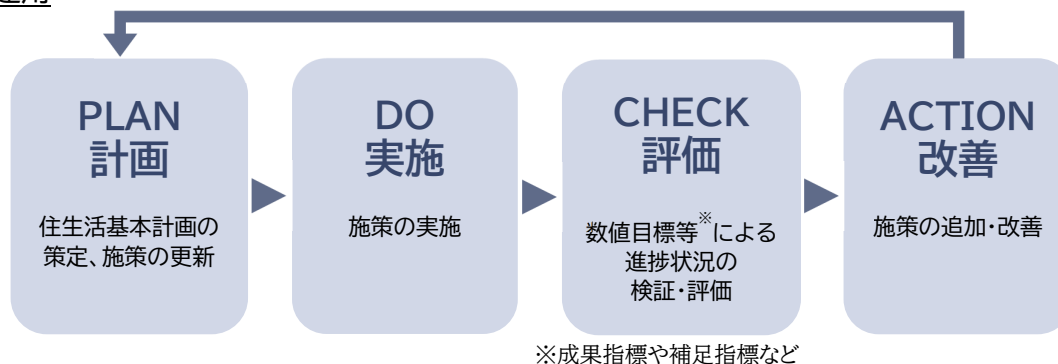 運用
PLAN
計画
住生活基本計画の
策定、施策の更新
DO
実施
施策の実施
CHECK
評価
数値目標等※による
進捗状況の
検証・評価
ACTION
改善
施策の追加・改善
※成果指標や補足指標など